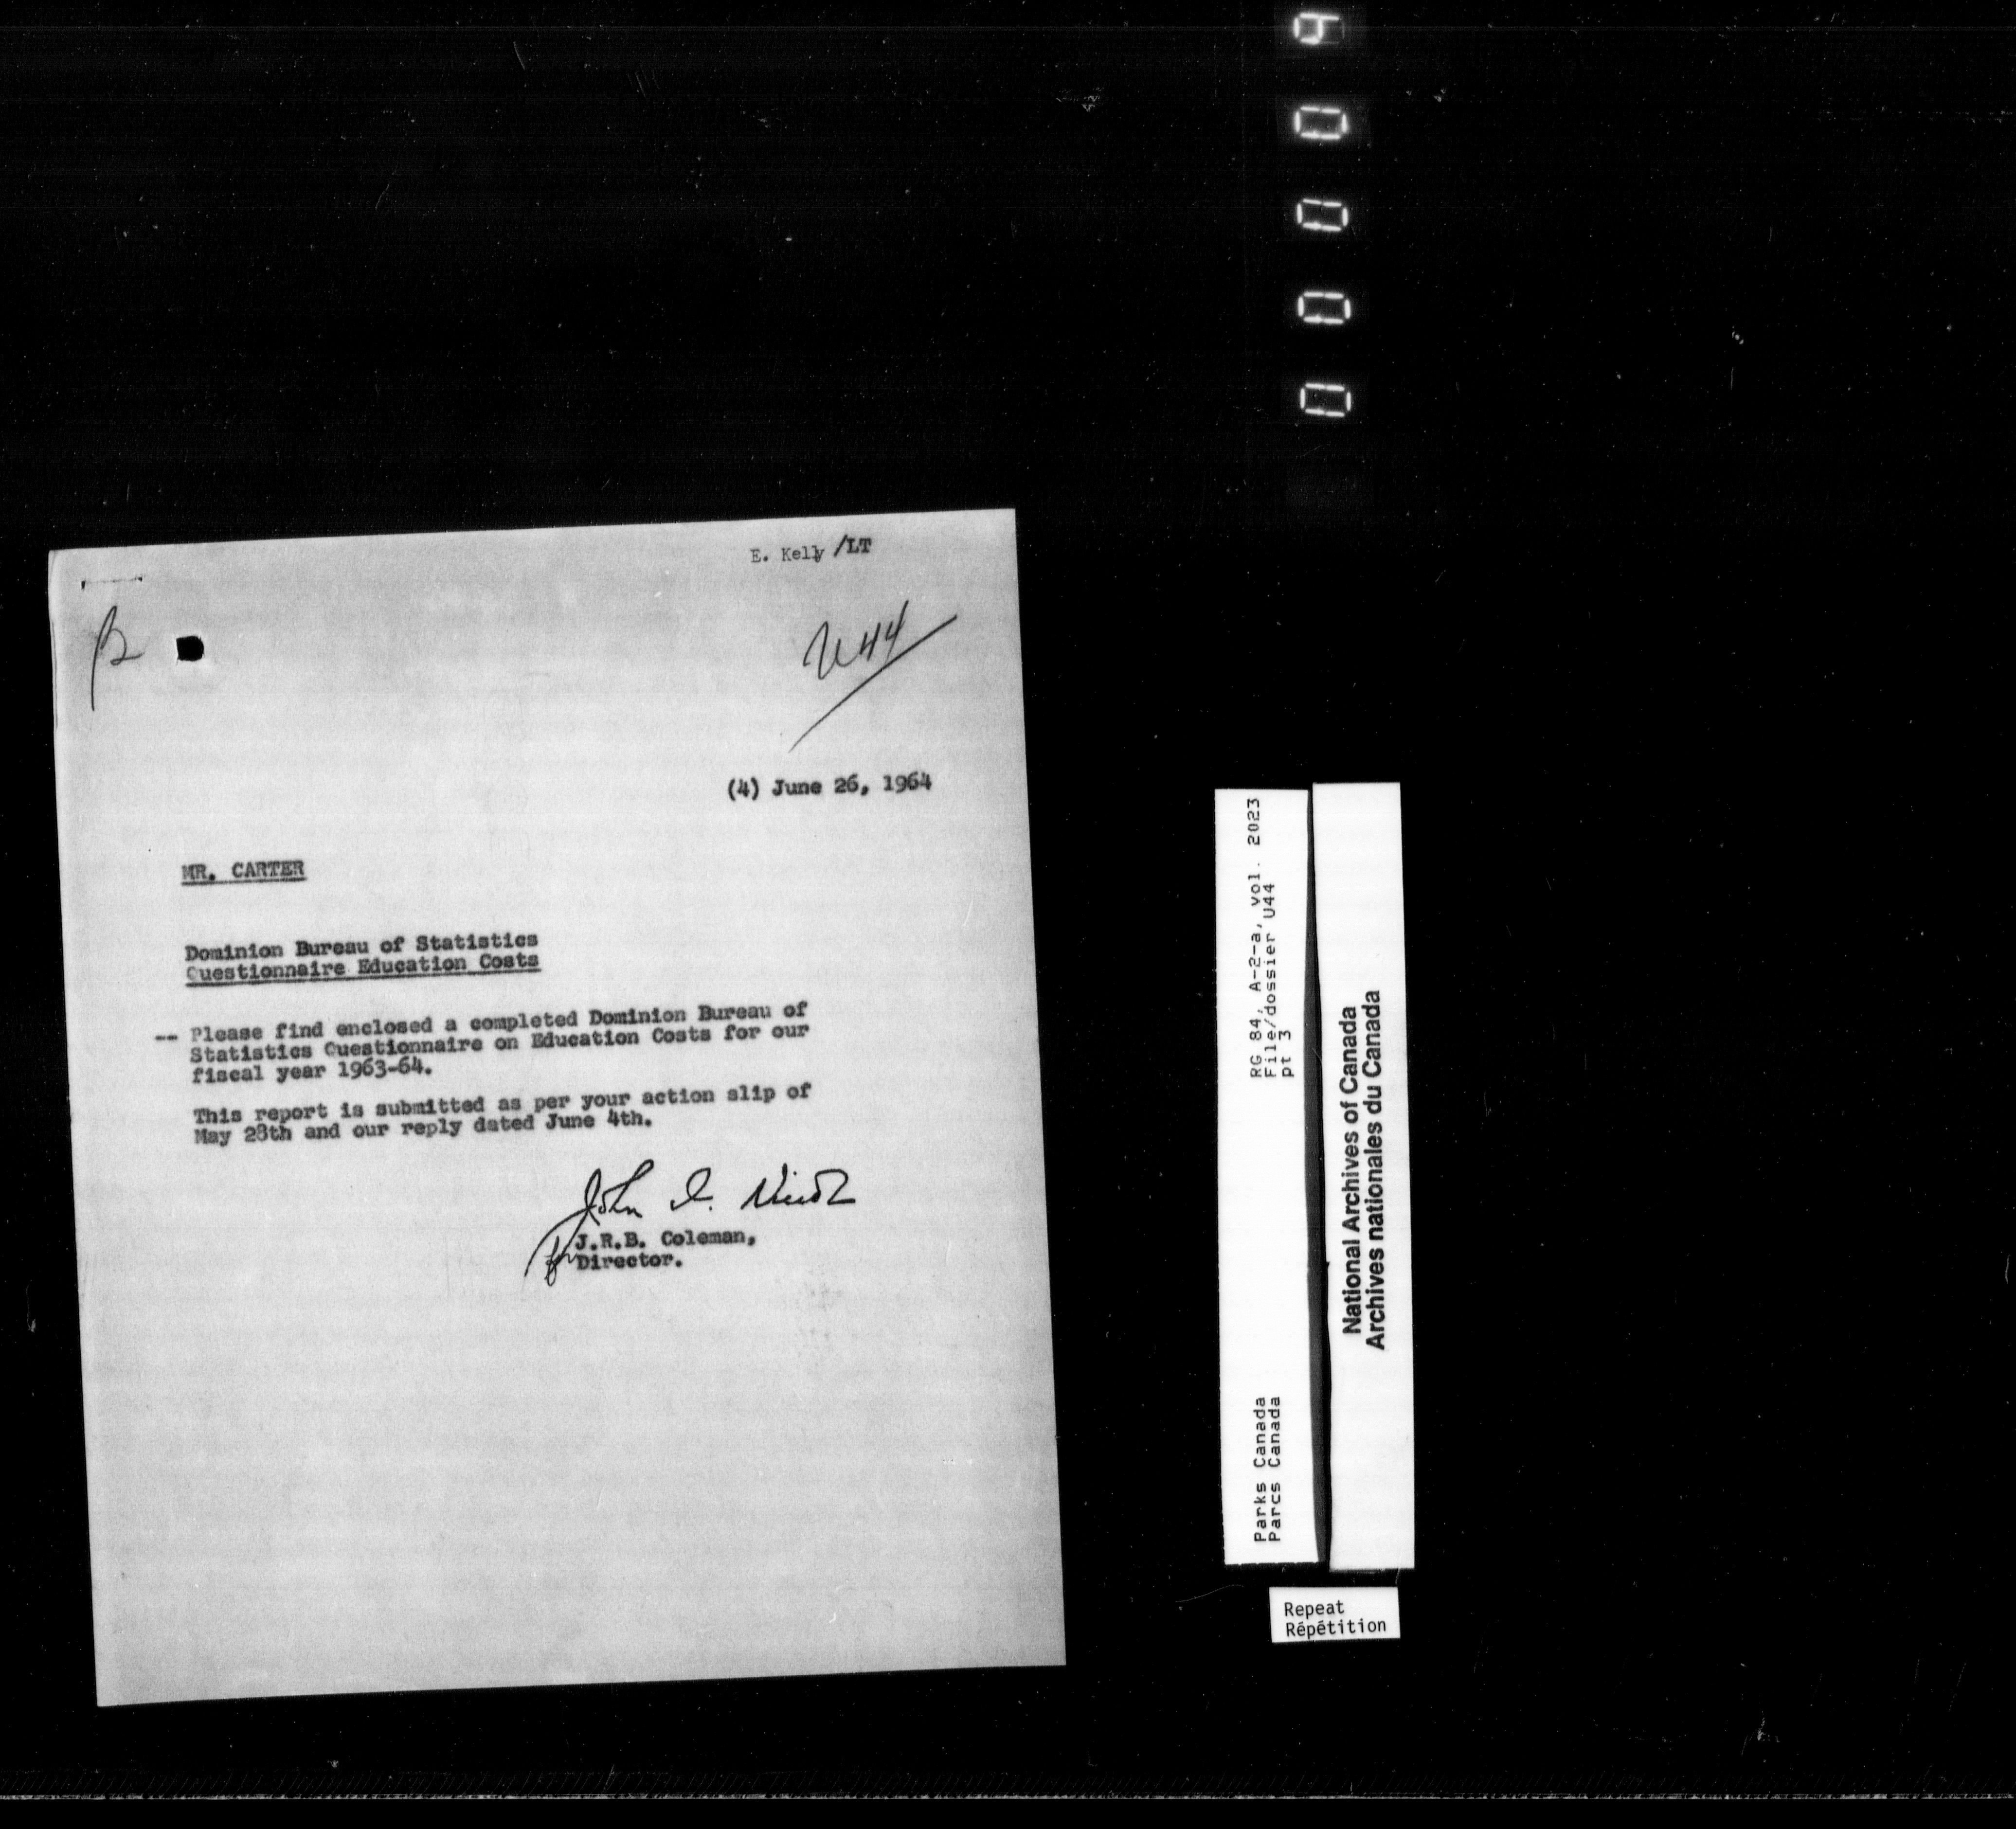 E. Kelly /LT
U44
(4) June 26, 1964
MR. CARTER
Dominion Bureau of Statistics
Questionnaire Education Costs
-- Please find enclosed a completed Dominion Bureau of
Statistics Questionnaire on Education Costs for our
fiscal year 1963-64.
This report is submitted as per your action slip of
May 28th and our reply dated June 4th.
John I. Nicol
for J.R.B. Coleman,
Director.
RG 84, A-2-a, vol. 2023
File/dossier U44
pt 3
Parks Canada
Parcs Canada
National Archives of Canada
Archives nationales du Canada
Repeat
Répétition